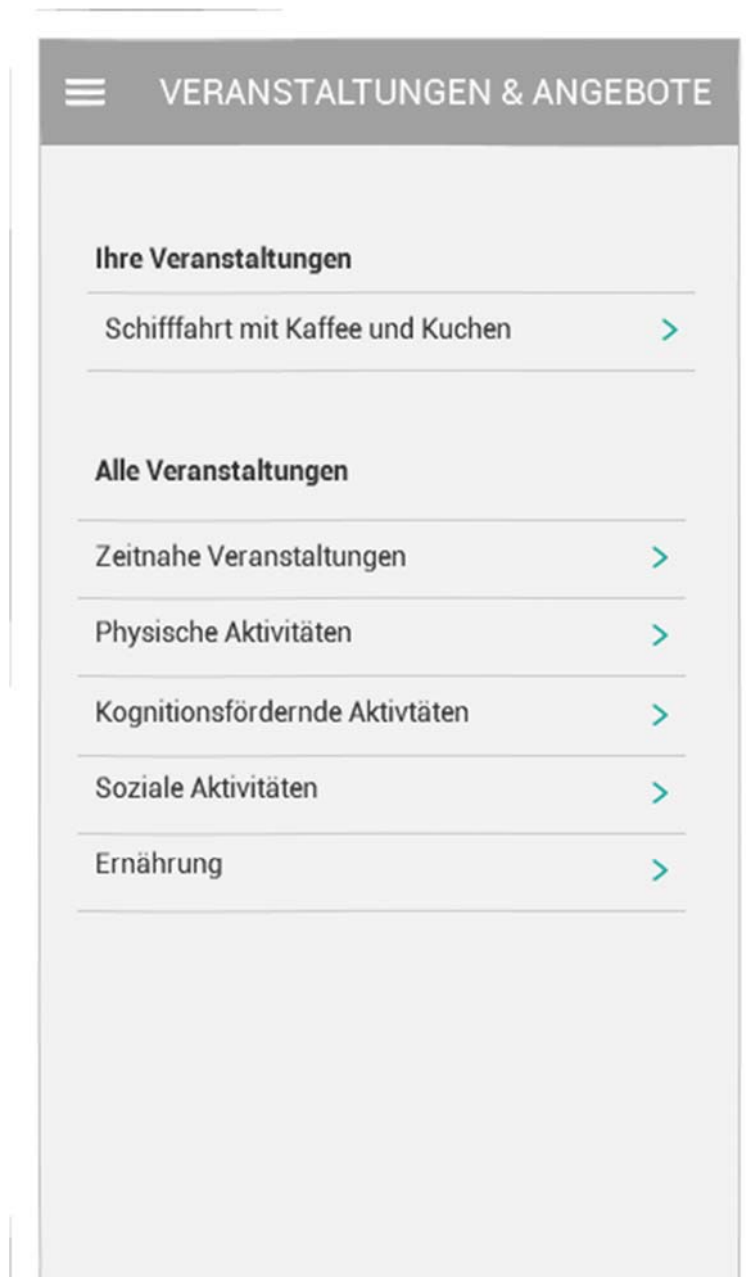 VERANSTALTUNGEN & ANGEBOTE
Ihre Veranstaltungen
Schifffahrt mit Kaffee und Kuchen
Alle Veranstaltungen
Zeitnahe Veranstaltungen
Physische Aktivitäten
Kognitionsfördernde Aktivtäten
Soziale Aktivitäten
Ernährung